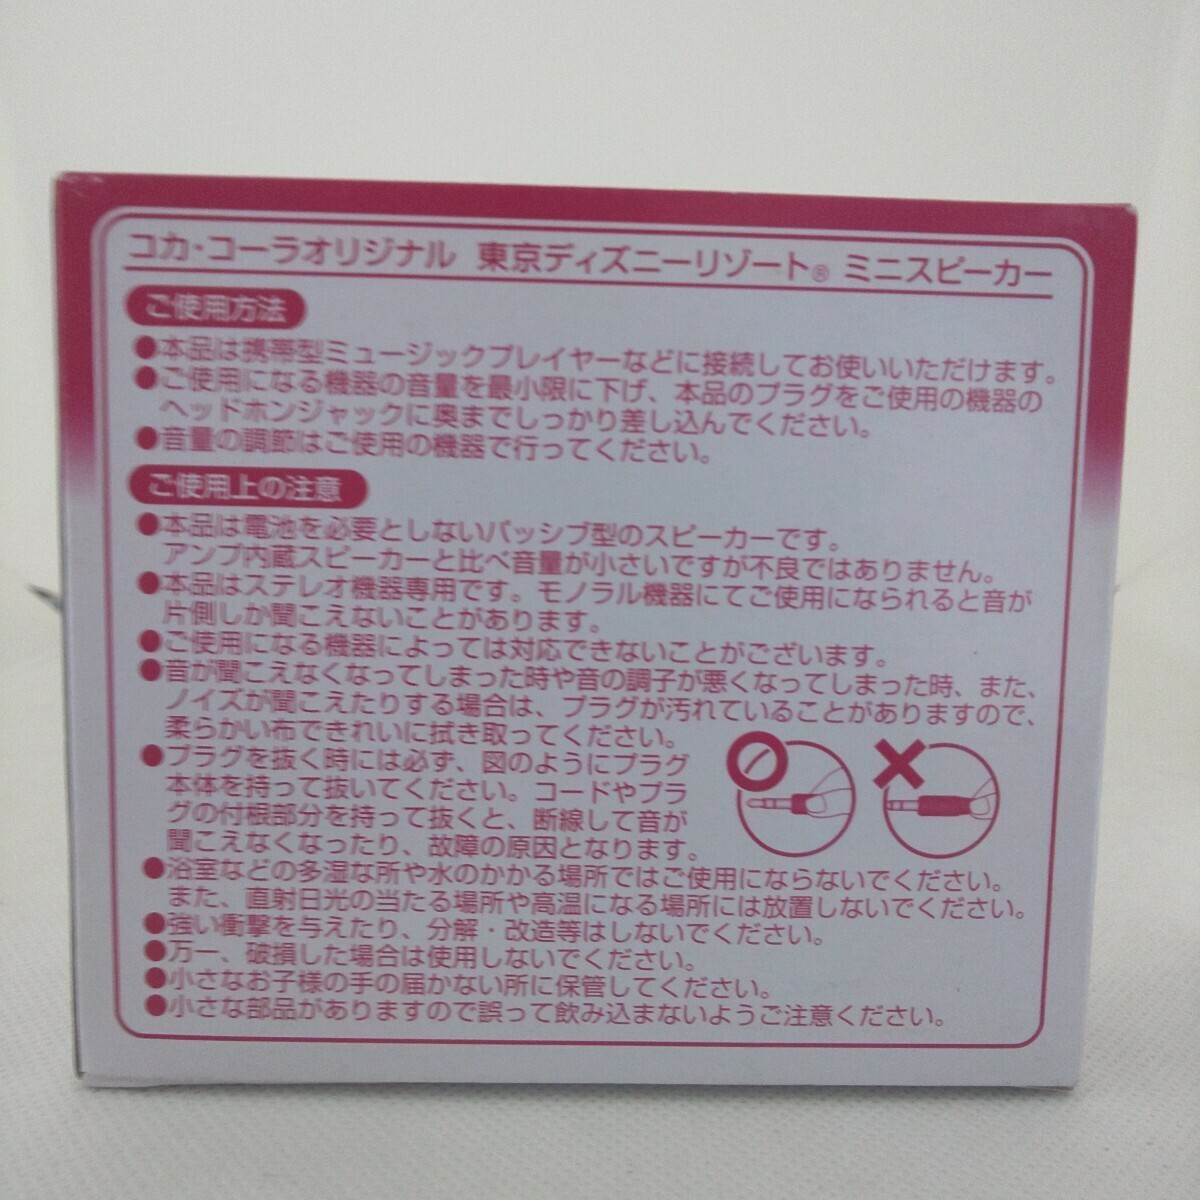 コカ・コーラオリジナル 東京ディズニーリゾート® ミニスピーカー
ご使用方法
●本品は携帯型ミュージックプレイヤーなどに接続してお使いいただけます。
●ご使用になる機器の音量を最小限に下げ、本品のプラグをご使用の機器の
ヘッドホンジャックに奥までしっかり差し込んでください。
●音量の調節はご使用の機器で行ってください。
ご使用上の注意
●本品は電池を必要としないパッシブ型のスピーカーです。
アンプ内蔵スピーカーと比べ音量が小さいですが不良ではありません。
●本品はステレオ機器専用です。モノラル機器にてご使用になられると音が
片側しか聞こえないことがあります。
●ご使用になる機器によっては対応できないことがございます。
●音が聞こえなくなってしまった時や音の調子が悪くなってしまった時、また、
ノイズが聞こえたりする場合は、プラグが汚れていることがありますので、
柔らかい布できれいに拭き取ってください。
●プラグを抜く時には必ず、図のようにプラグ
本体を持って抜いてください。コードやプラ
グの付根部分を持って抜くと、断線して音が
聞こえなくなったり、故障の原因となります。
●浴室などの多湿な所や水のかかる場所ではご使用にならないでください。
また、直射日光の当たる場所や高温になる場所には放置しないでください。
●強い衝撃を与えたり、分解・改造等はしないでください。
●万一、破損した場合は使用しないでください。
●小さなお子様の手の届かない所に保管してください。
●小さな部品がありますので誤って飲み込まないようご注意ください。